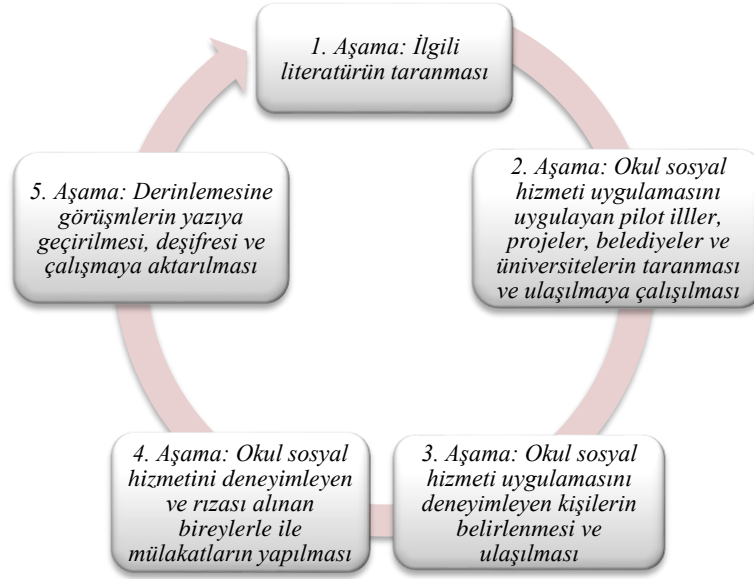 1. Aşama: İlgili
literatürün taranması
2. Aşama: Okul sosyal
hizmeti uygulamasını
uygulayan pilot illler,
projeler, belediyeler ve
üniversitelerin taranması
ve ulaşılmaya çalışılması
3. Aşama: Okul sosyal
hizmeti uygulamasını
deneyimleyen kişilerin
belirlenmesi ve
ulaşılması
4. Aşama: Okul sosyal
hizmetini deneyimleyen
ve rızası alınan
bireylerle ile
mülakatların yapılması
5. Aşama: Derinlemesine
görüşmlerin yazıya
geçirilmesi, deşifresi ve
çalışmaya aktarılması